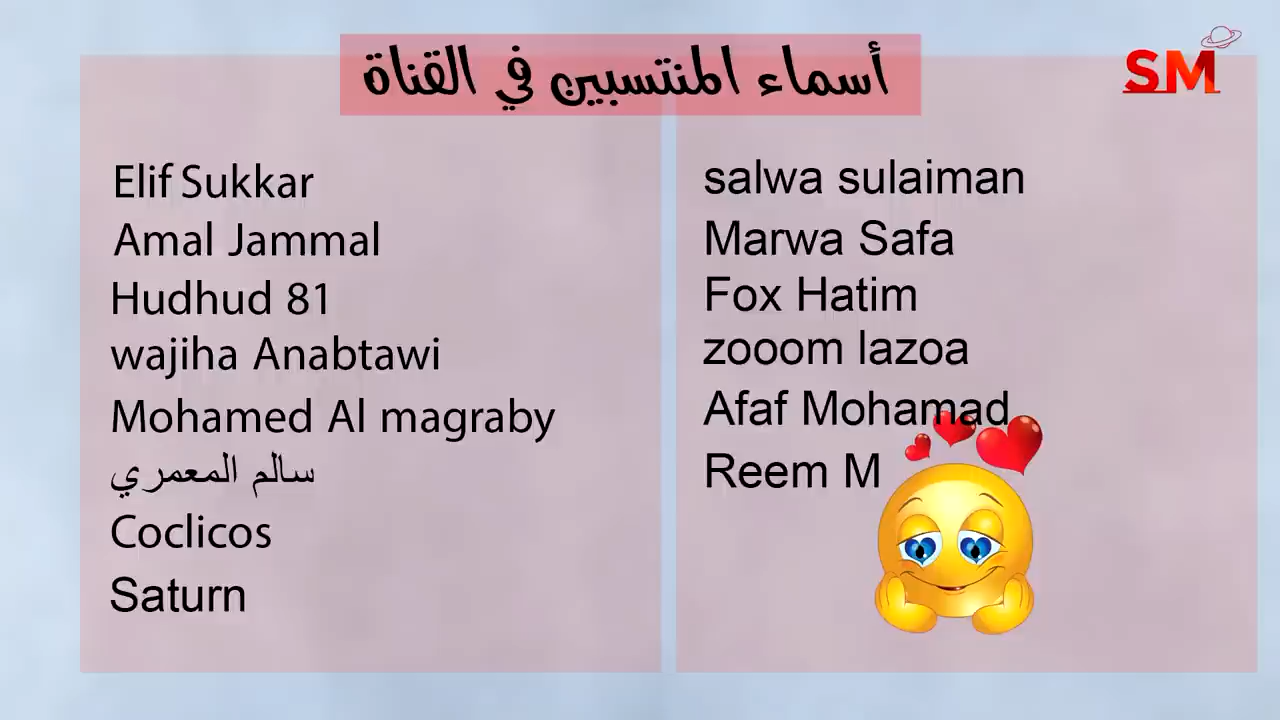 أسماء المنتسبين في القناة
SM
Elif Sukkar
Amal Jammal
Hudhud 81
wajiha Anabtawi
Mohamed Al magraby
سالم المعمري
Coclicos
Saturn
salwa sulaiman
Marwa Safa
Fox Hatim
zooom lazoa
Afaf Mohamad
Reem M